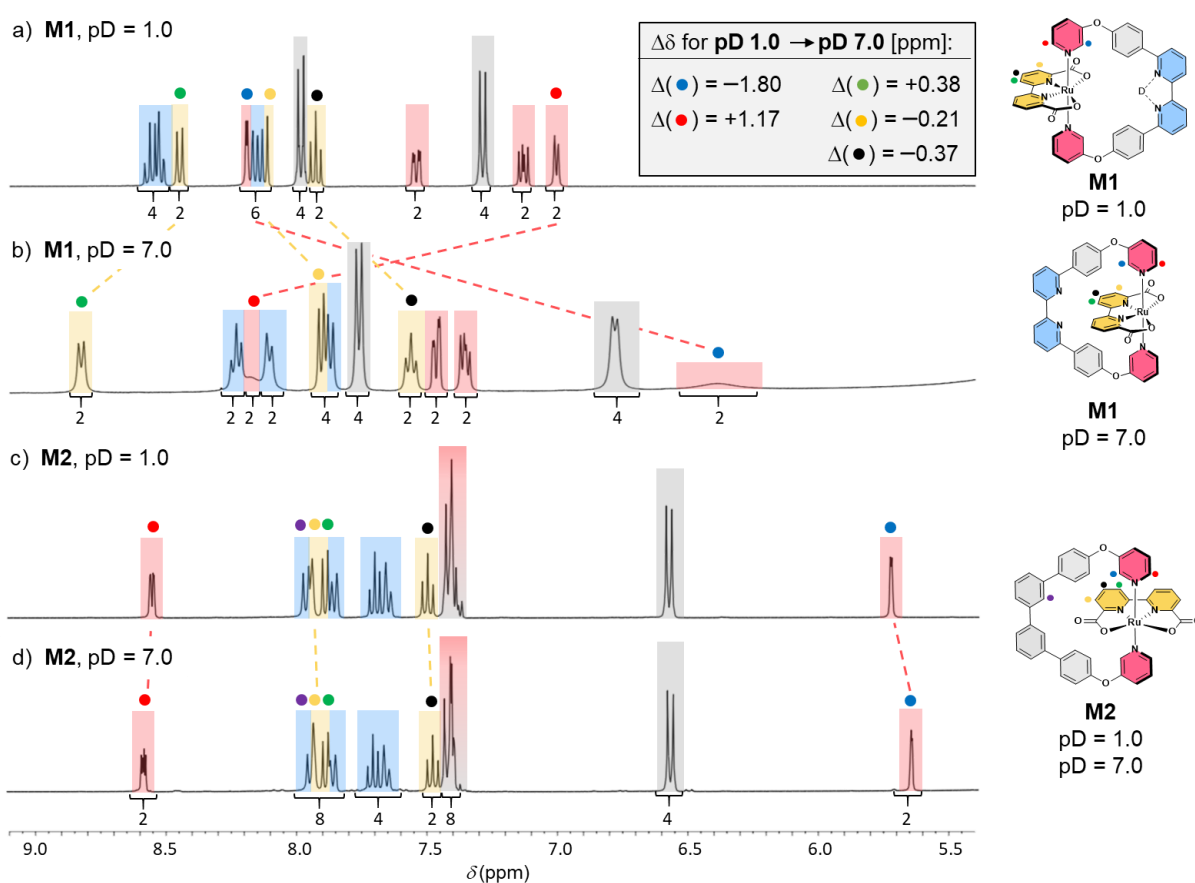 a) M1, pD = 1.0
Δδ for pD 1.0 → pD 7.0 [ppm]:
Δ(●) = −1.80
Δ(●) = +0.38
Δ(●) = +1.17
Δ(●) = −0.21
Δ(●) = −0.37
4 2 6 4 2 2 4 2 2
O
N
O
O
Ru
N
N
N
N
D
O
O
N
O
M1
pD = 1.0
b) M1, pD = 7.0
2 2 2 2 4 4 2 2 2 4 2
O
N
N
N
O
O
Ru
N
N
O
O
N
O
M1
pD = 7.0
c) M2, pD = 1.0
O
N
N
N
O
O
Ru
O
O
N
O
M2
pD = 1.0
pD = 7.0
d) M2, pD = 7.0
2 8 4 2 8 4 2
9.0 8.5 8.0 7.5 7.0 6.5 6.0 5.5
δ (ppm)